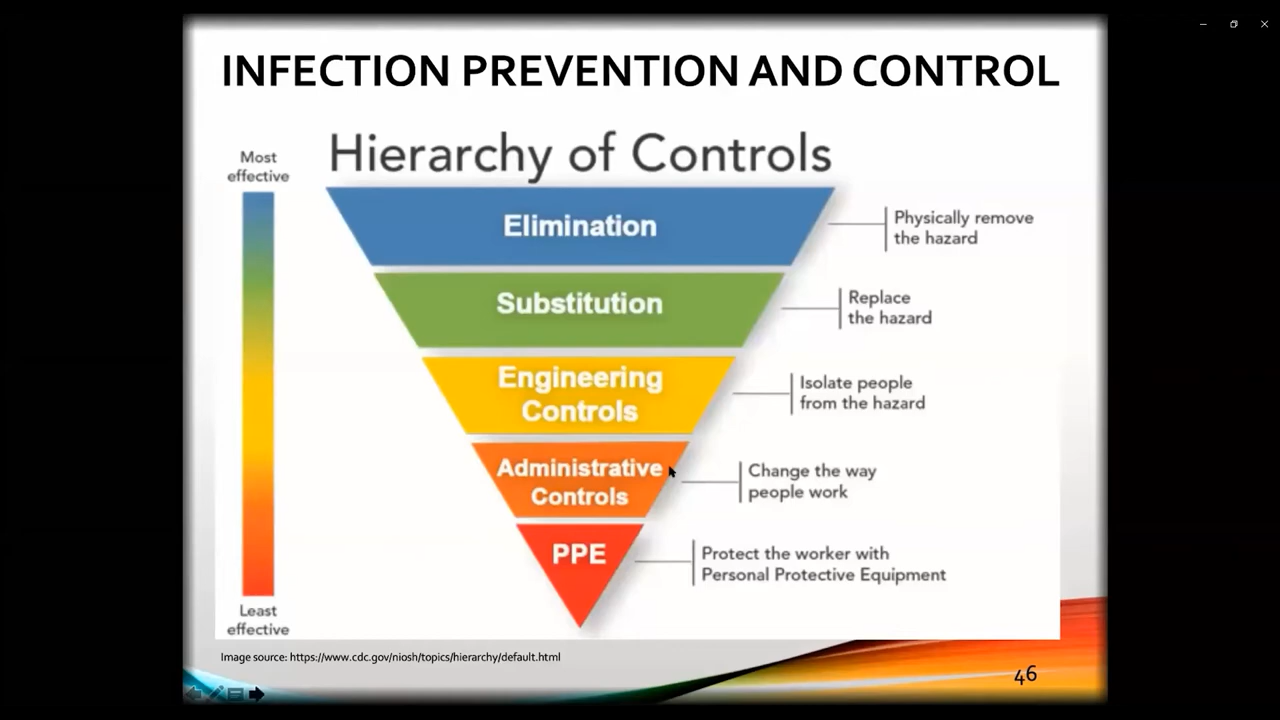 INFECTION PREVENTION AND CONTROL
Hierarchy of Controls
Most
effective
Elimination
Physically remove
the hazard
Substitution
Replace
the hazard
Engineering
Controls
Isolate people
from the hazard
Administrative
Controls
Change the way
people work
PPE
Protect the worker with
Personal Protective Equipment
Least
effective
Image source: https://www.cdc.gov/niosh/topics/hierarchy/default.html
46